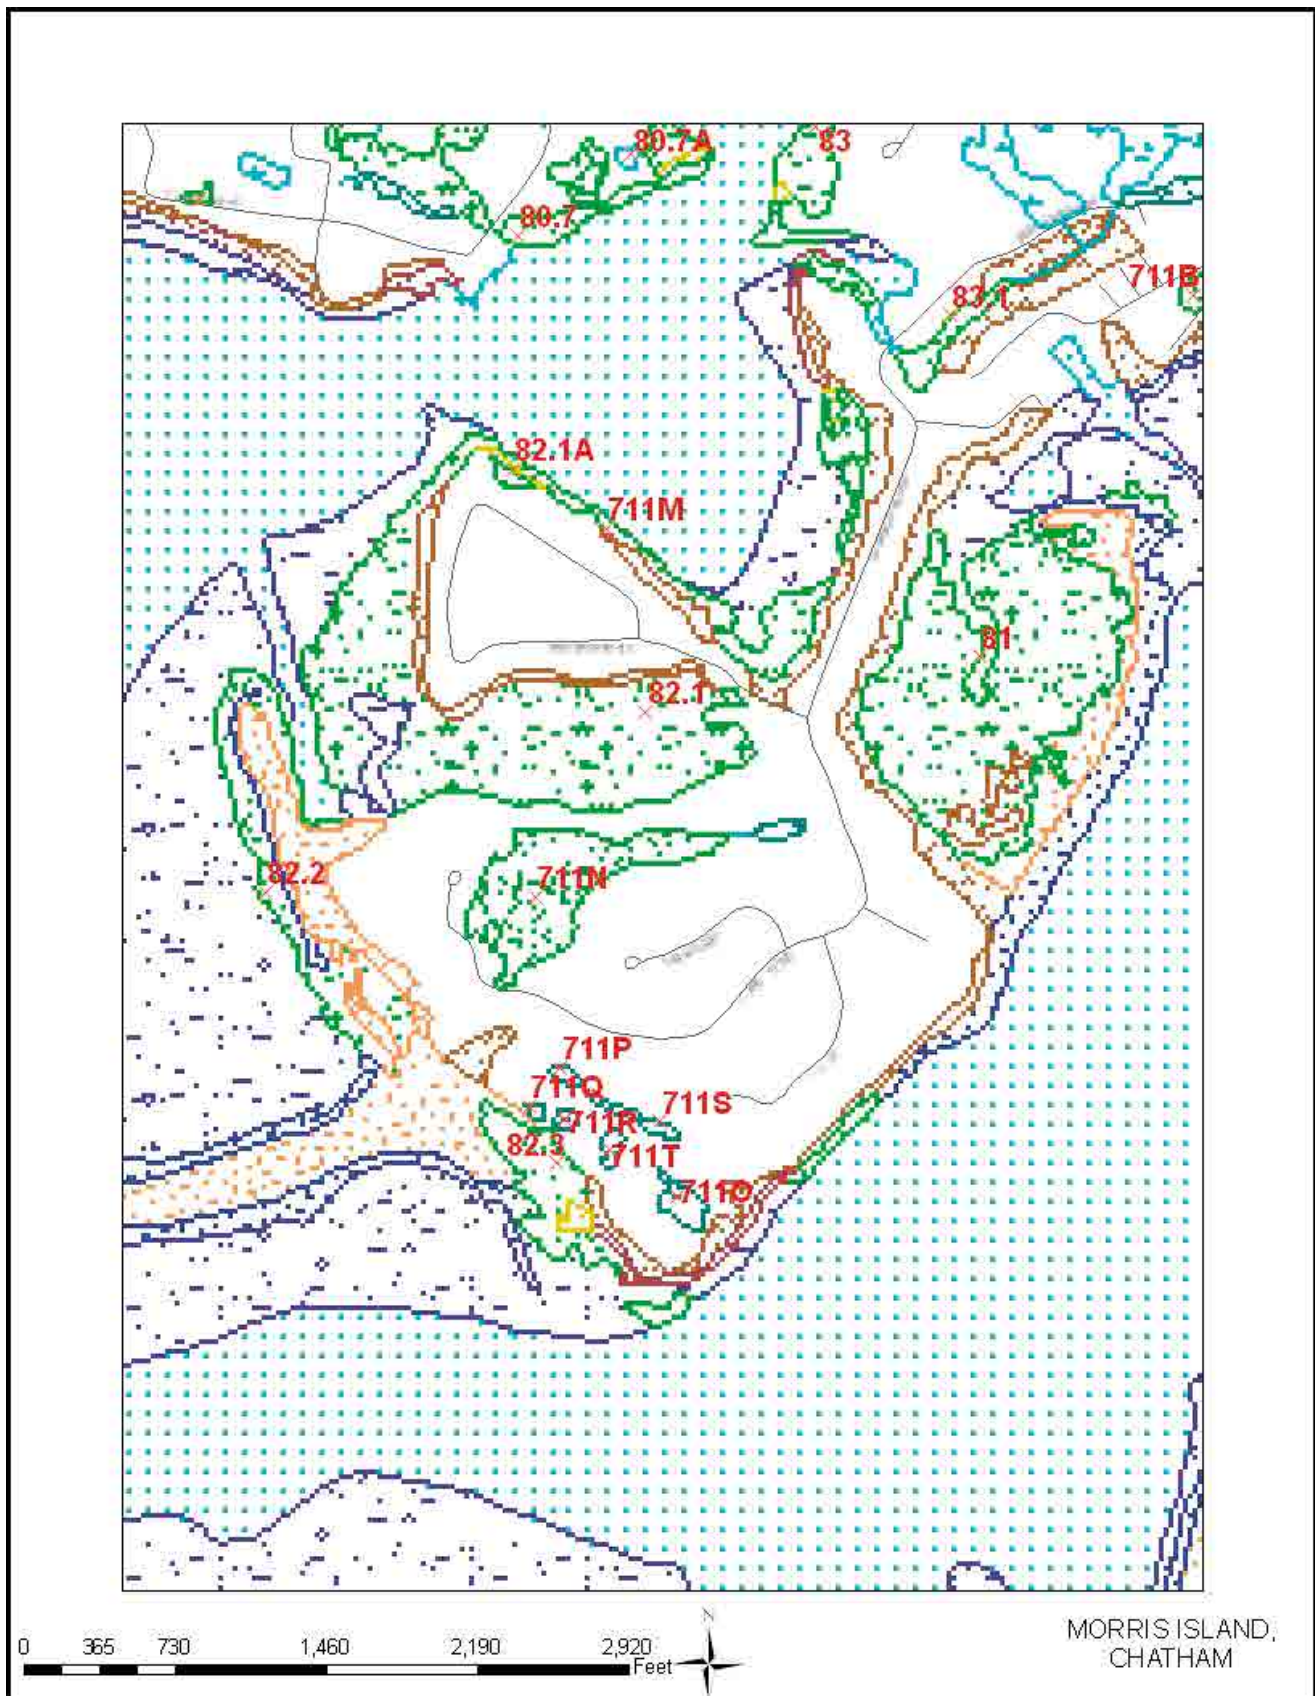 80.7A
83
80.7
711B
83.1
82.1A
711M
81
82.1
82.2
711N
711P
711Q
711R
711S
82.3
711T
711O
0 365 730 1,460 2,190 2,920
Feet
N
MORRIS ISLAND,
CHATHAM